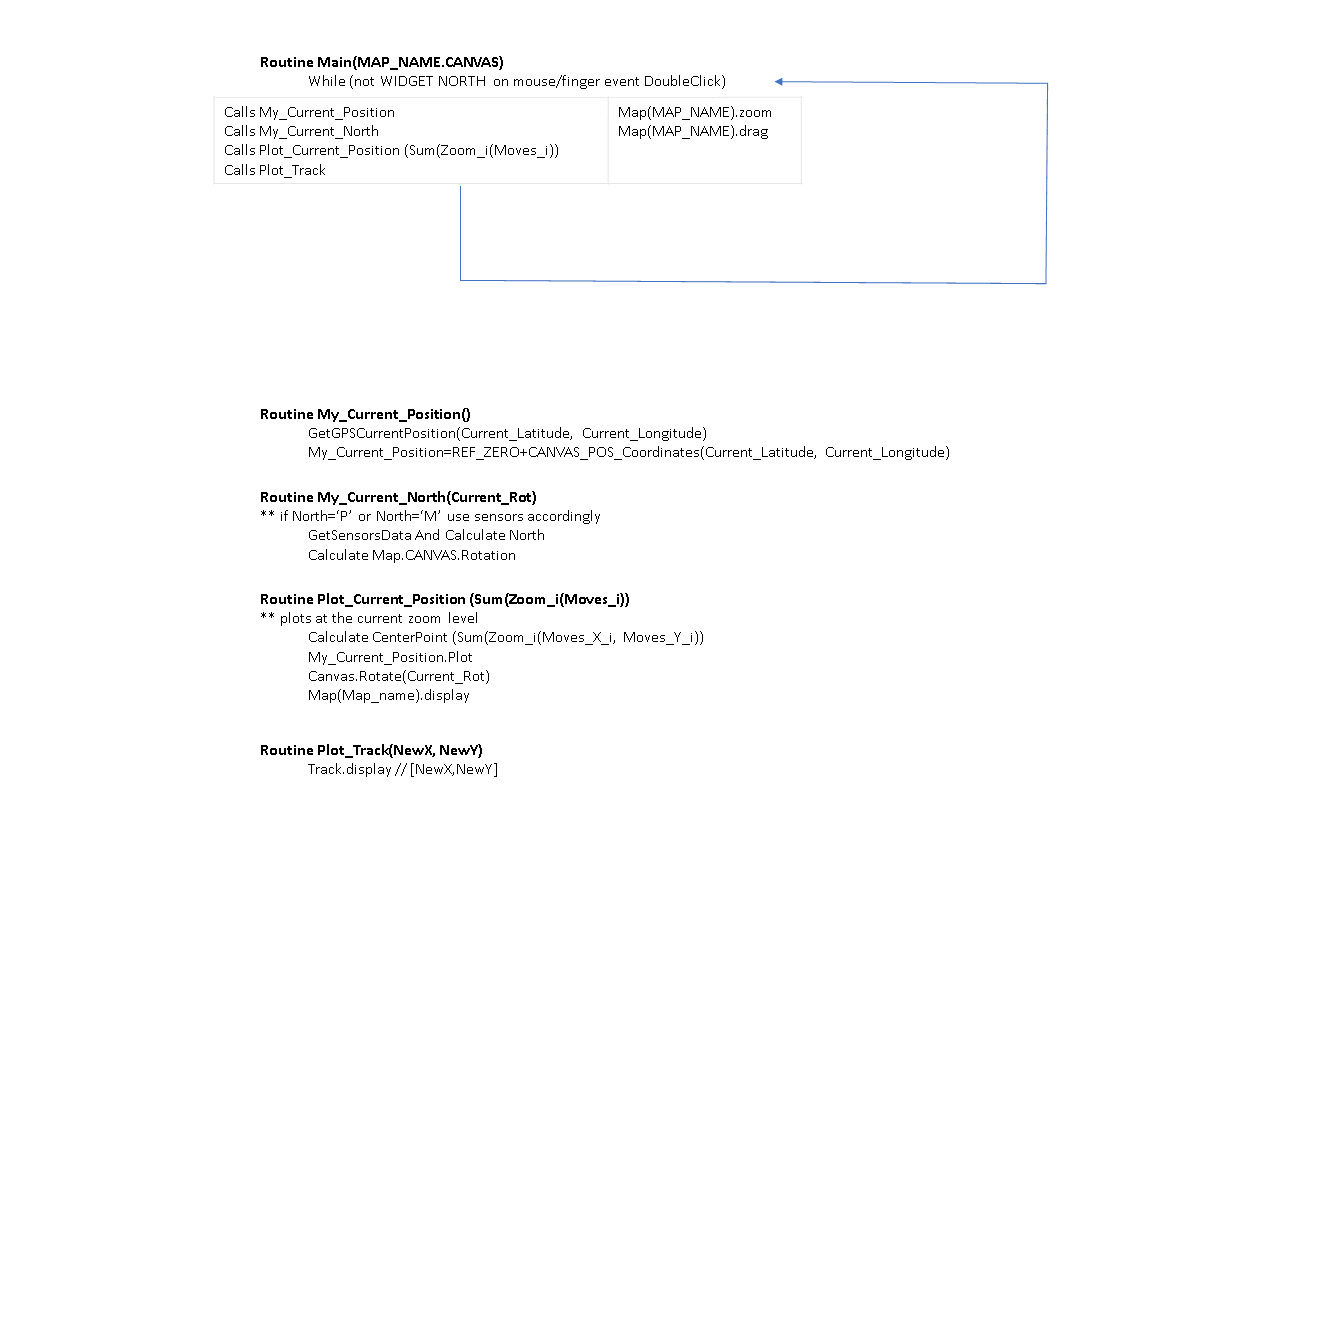 Routine Main(MAP_NAME.CANVAS)
While (not WIDGET NORTH on mouse/finger event DoubleClick)
Calls My_Current_Position
Calls My_Current_North
Calls Plot_Current_Position (Sum(Zoom_i(Moves_i))
Calls Plot_Track
Map(MAP_NAME).zoom
Map(MAP_NAME).drag
Routine My_Current_Position()
GetGPSCurrentPosition(Current_Latitude, Current_Longitude)
My_Current_Position=REF_ZERO+CANVAS_POS_Coordinates(Current_Latitude, Current_Longitude)
Routine My_Current_North(Current_Rot)
** if North=‘P’ or North=‘M’ use sensors accordingly
GetSensorsData And Calculate North
Calculate Map.CANVAS.Rotation
Routine Plot_Current_Position (Sum(Zoom_i(Moves_i))
** plots at the current zoom level
Calculate CenterPoint (Sum(Zoom_i(Moves_X_i, Moves_Y_i))
My_Current_Position.Plot
Canvas.Rotate(Current_Rot)
Map(Map_name).display
Routine Plot_Track(NewX, NewY)
Track.display // [NewX,NewY]